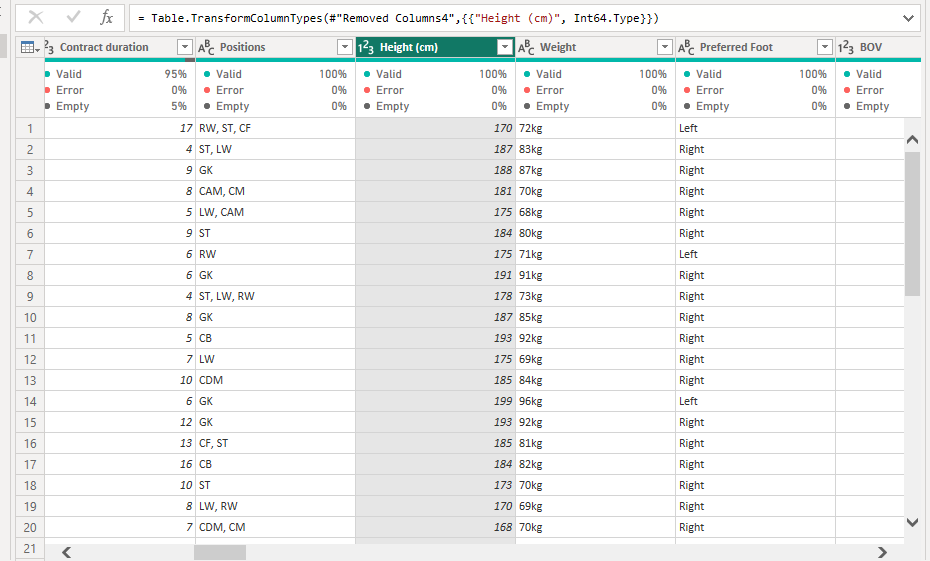 fx = Table.TransformColumnTypes(#"Removed Columns4",{{"Height (cm)", Int64.Type}})
23 Contract duration ABC Positions 123 Height (cm) ABC Weight ABC Preferred Foot 123 BOV
Valid 95% Valid 100% Valid 100% Valid 100% Valid 100% Valid
Error 0% Error 0% Error 0% Error 0% Error 0% Error
Empty 5% Empty 0% Empty 0% Empty 0% Empty 0% Empty
1 17 RW, ST, CF 170 72kg Left
2 4 ST, LW 187 83kg Right
3 9 GK 188 87kg Right
4 8 CAM, CM 181 70kg Right
5 5 LW, CAM 175 68kg Right
6 9 ST 184 80kg Right
7 6 RW 175 71kg Left
8 6 GK 191 91kg Right
9 4 ST, LW, RW 178 73kg Right
10 8 GK 187 85kg Right
11 5 CB 193 92kg Right
12 7 LW 175 69kg Right
13 10 CDM 185 84kg Right
14 6 GK 199 96kg Left
15 12 GK 193 92kg Right
16 13 CF, ST 185 81kg Right
17 16 CB 184 82kg Right
18 10 ST 173 70kg Right
19 8 LW, RW 170 69kg Right
20 7 CDM, CM 168 70kg Right
21